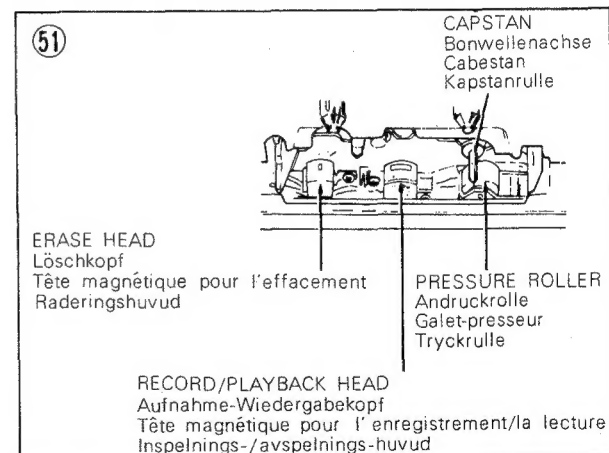 51
CAPSTAN
Bonwellenachse
Cabestan
Kapstanrulle
ERASE HEAD
Löschkopf
Tête magnétique pour l'effacement
Raderingshuvud
PRESSURE ROLLER
Andruckrolle
Galet-presseur
Tryckrulle
RECORD/PLAYBACK HEAD
Aufnahme-Wiedergabekopf
Tête magnétique pour l' enregistrement/la lecture
Inspelnings-/avspelnings-huvud